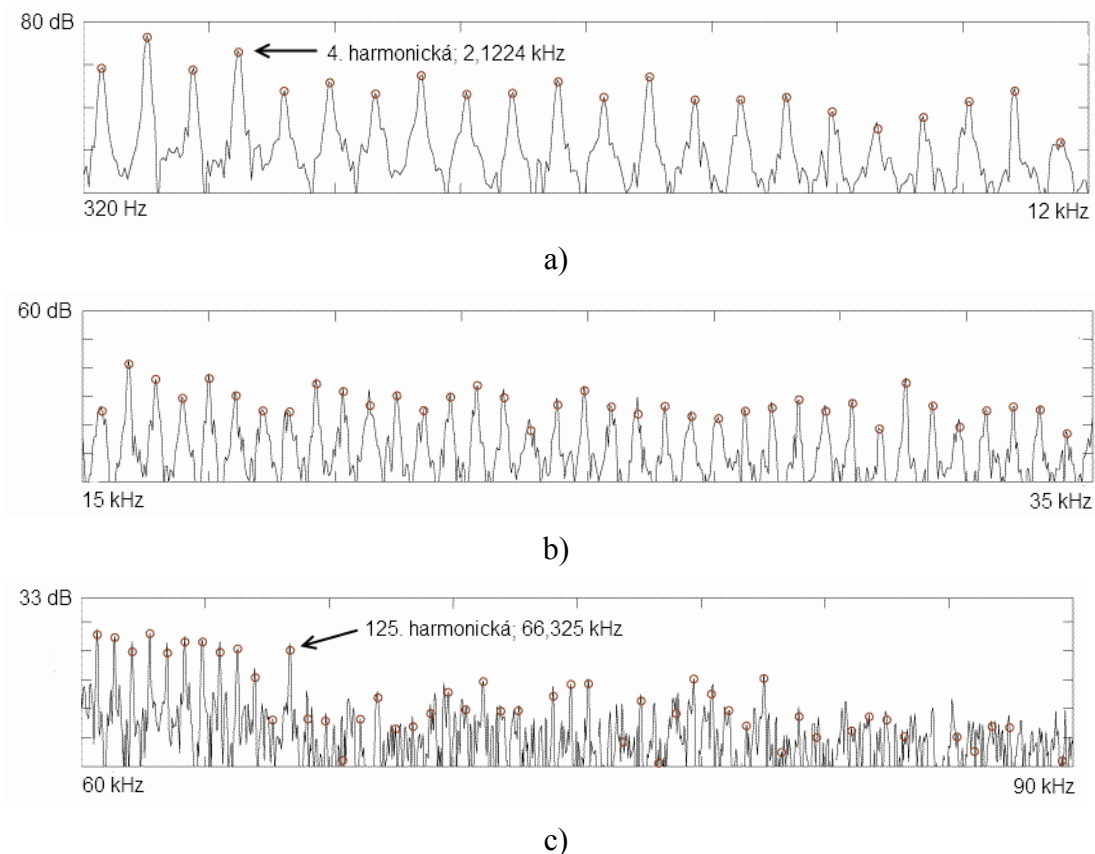 80 dB
4. harmonická; 2,1224 kHz
320 Hz
12 kHz
a)
60 dB
15 kHz
35 kHz
b)
33 dB
125. harmonická; 66,325 kHz
60 kHz
90 kHz
c)